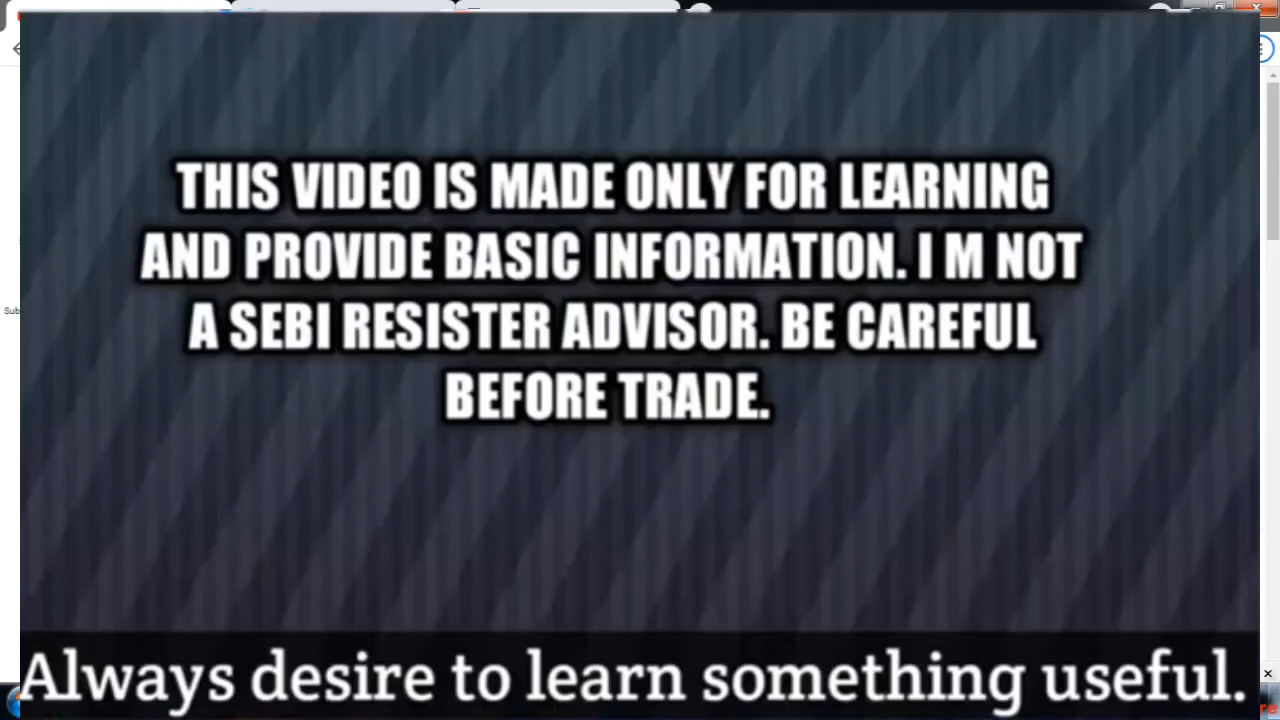 THIS VIDEO IS MADE ONLY FOR LEARNING
AND PROVIDE BASIC INFORMATION. I M NOT
A SEBI RESISTER ADVISOR. BE CAREFUL
BEFORE TRADE.
Sub
Always desire to learn something useful.